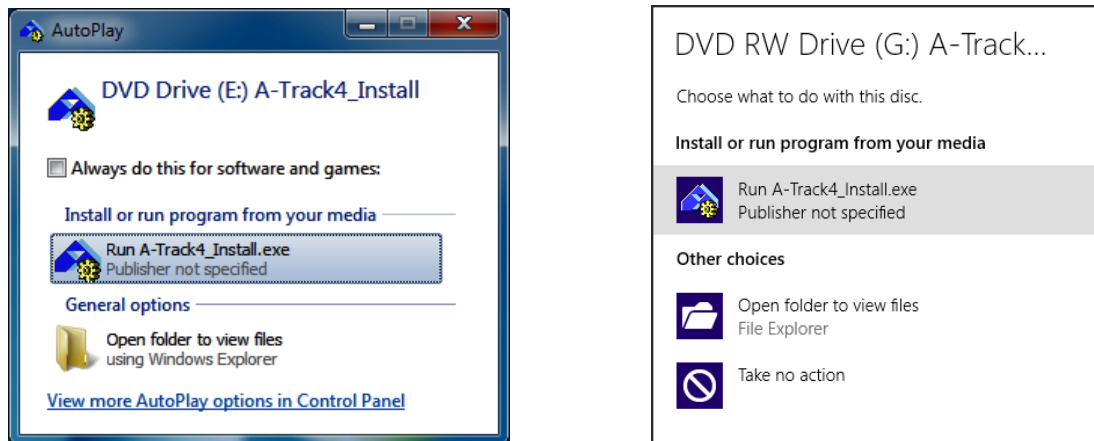 AutoPlay
DVD Drive (E:) A-Track4_Install
Always do this for software and games:
Install or run program from your media
Run A-Track4_Install.exe
Publisher not specified
General options
Open folder to view files
using Windows Explorer
View more AutoPlay options in Control Panel
DVD RW Drive (G:) A-Track...
Choose what to do with this disc.
Install or run program from your media
Run A-Track4_Install.exe
Publisher not specified
Other choices
Open folder to view files
File Explorer
Take no action